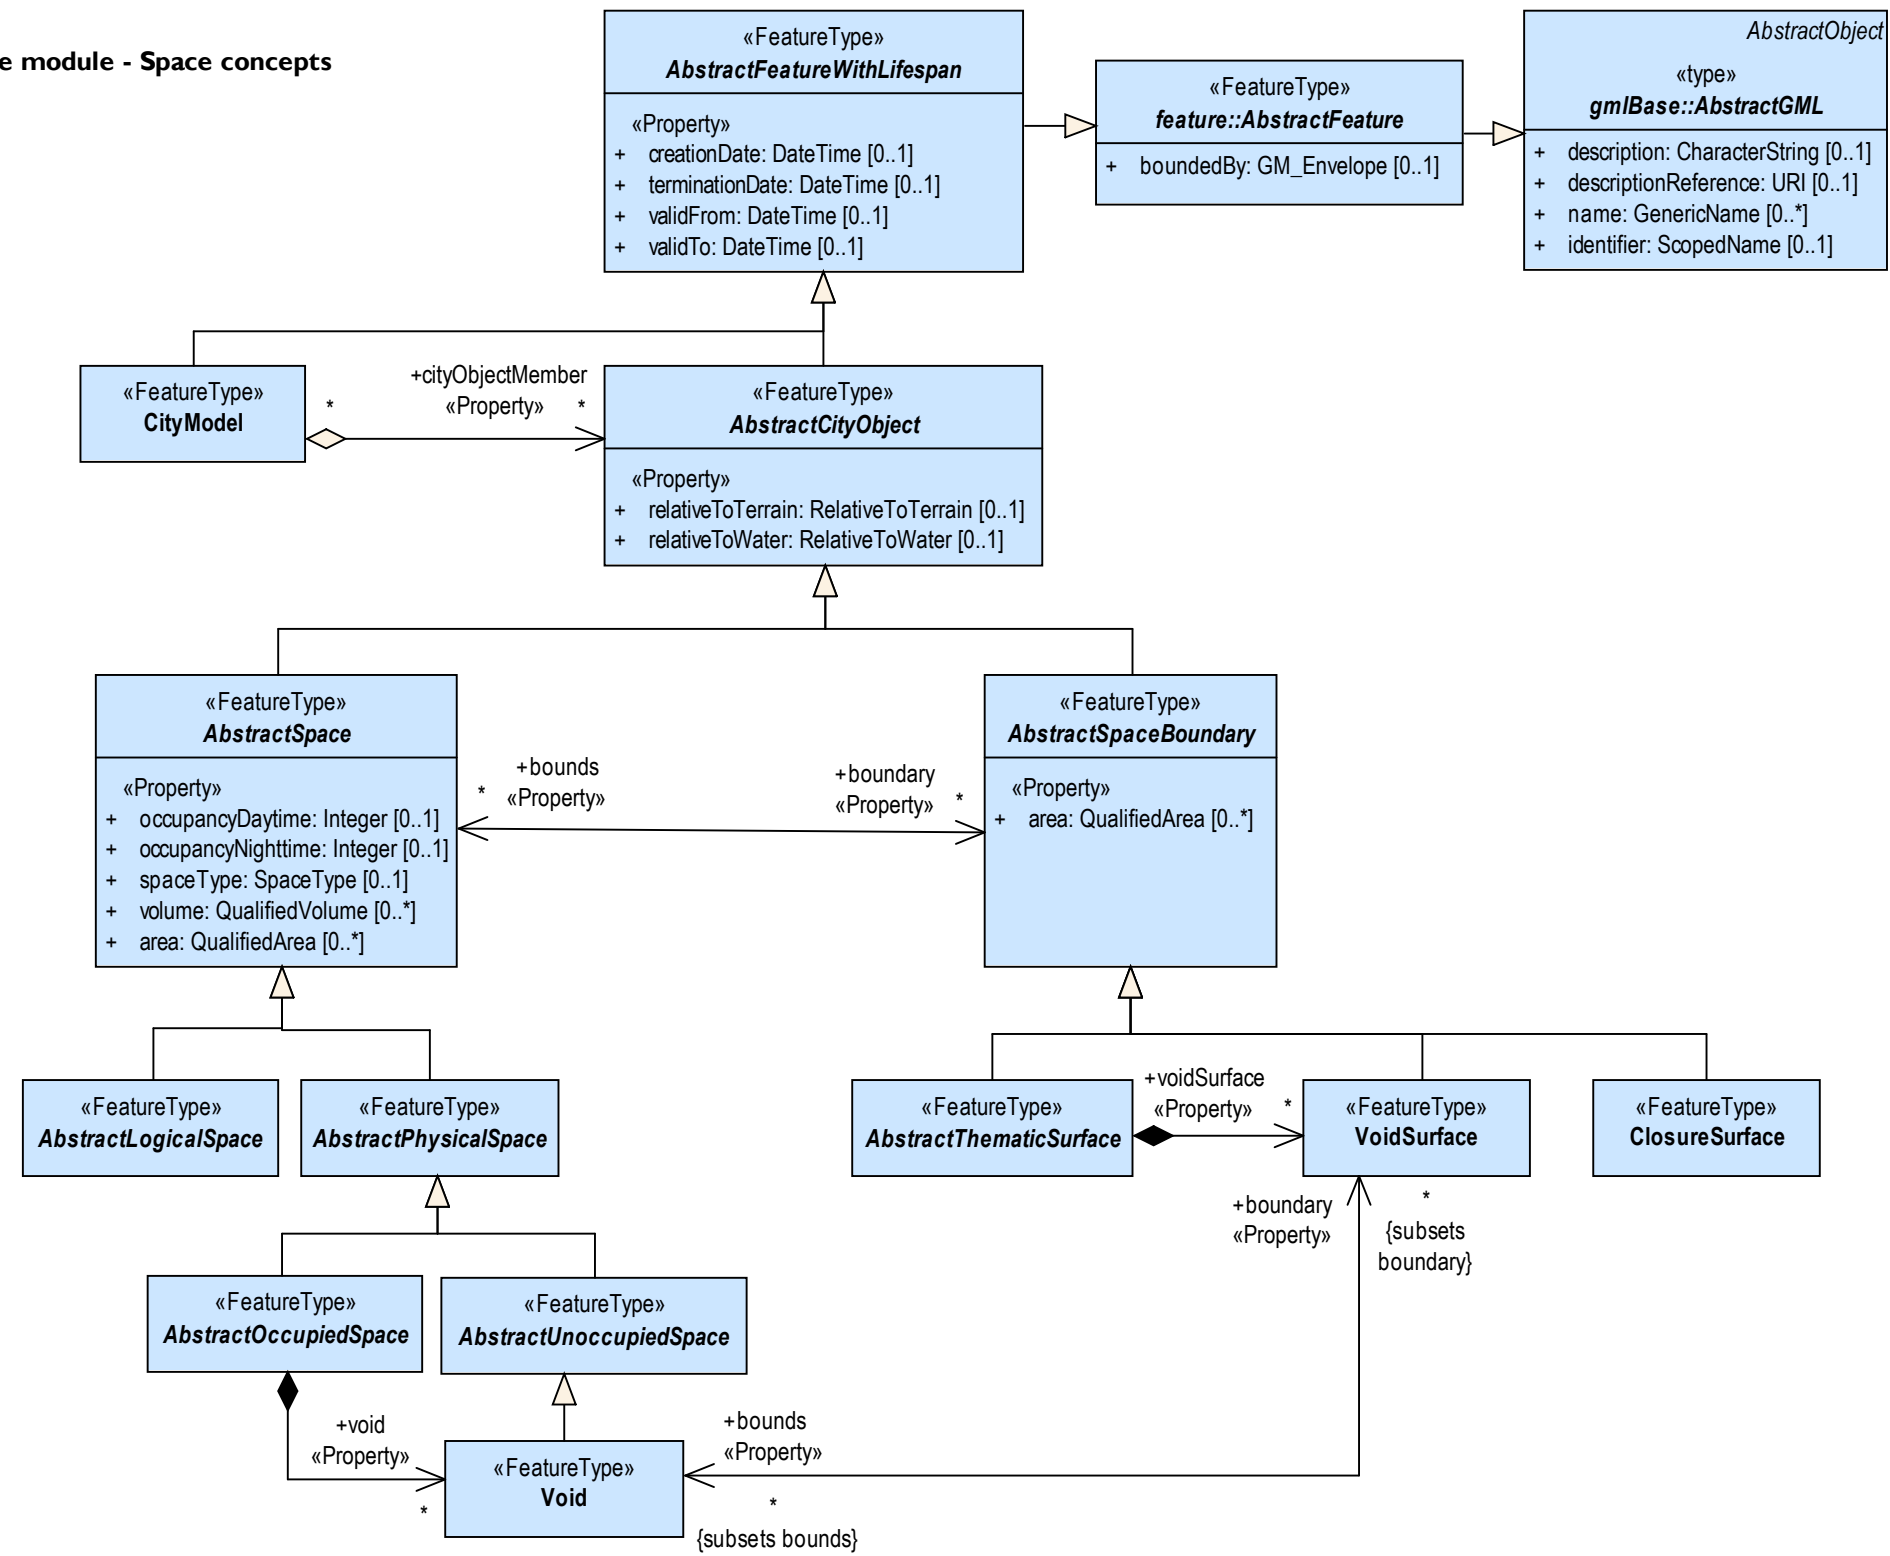 e module - Space concepts
«FeatureType»
AbstractFeatureWithLifespan
«Property»
+ creationDate: DateTime [0..1]
+ terminationDate: DateTime [0..1]
+ validFrom: DateTime [0..1]
+ validTo: DateTime [0..1]
«FeatureType»
feature::AbstractFeature
+ boundedBy: GM_Envelope [0..1]
AbstractObject
«type»
gmlBase::AbstractGML
+ description: CharacterString [0..1]
+ descriptionReference: URI [0..1]
+ name: GenericName [0..*]
+ identifier: ScopedName [0..1]
«FeatureType»
CityModel
*
+cityObjectMember
«Property» *
«FeatureType»
AbstractCityObject
«Property»
+ relativeToTerrain: RelativeToTerrain [0..1]
+ relativeToWater: RelativeToWater [0..1]
«FeatureType»
AbstractSpace
«Property»
+ occupancyDaytime: Integer [0..1]
+ occupancyNighttime: Integer [0..1]
+ spaceType: SpaceType [0..1]
+ volume: QualifiedVolume [0..*]
+ area: QualifiedArea [0..*]
+bounds
* «Property»
+boundary
«Property» *
«FeatureType»
AbstractSpaceBoundary
«Property»
+ area: QualifiedArea [0..*]
«FeatureType»
AbstractLogicalSpace
«FeatureType»
AbstractPhysicalSpace
«FeatureType»
AbstractThematicSurface
+voidSurface
«Property» *
«FeatureType»
VoidSurface
«FeatureType»
ClosureSurface
+boundary
«Property»
*
{subsets
boundary}
«FeatureType»
AbstractOccupiedSpace
«FeatureType»
AbstractUnoccupiedSpace
+void
«Property»
*
«FeatureType»
Void
+bounds
«Property»
*
{subsets bounds}